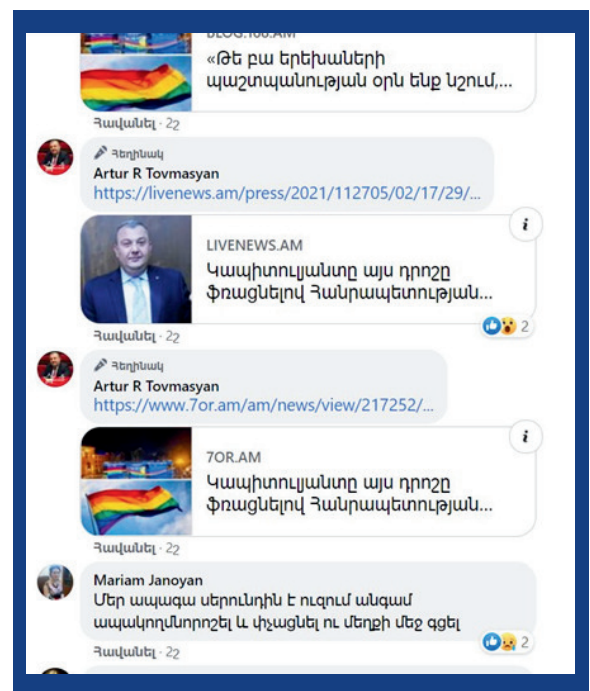 BLOG.168.AM
«Թե բա երեխաների
պաշտպանության օրն ենք նշում,...
Հավանել · 2շ
Հեղինակ
Artur R Tovmasyan
https://livenews.am/press/2021/112705/02/17/29/...
LIVENEWS.AM
Կապիտուլյանտը այս դրոշը
ֆռացնելով Հանրապետության...
2
Հավանել · 2շ
Հեղինակ
Artur R Tovmasyan
https://www.7or.am/am/news/view/217252/...
7OR.AM
Կապիտուլյանտը այս դրոշը
ֆռացնելով Հանրապետության...
Հավանել · 2շ
Mariam Janoyan
Մեր ապագա սերունդին է ուզում անգամ
ապակողմնորոշել և փչացնել ու մեղքի մեջ գցել
2
Հավանել · 2շ